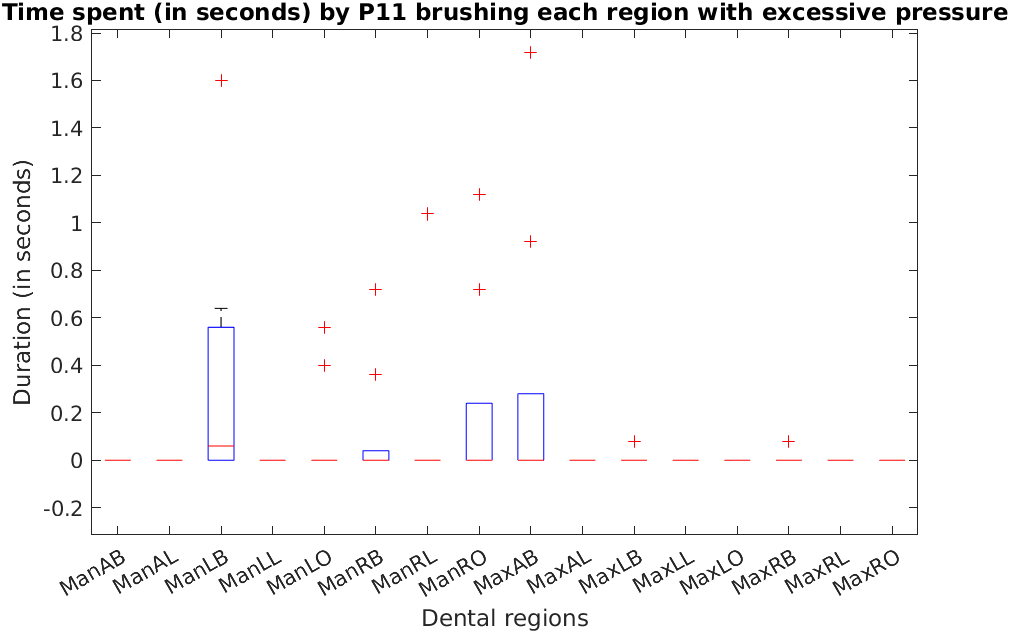 Time spent (in seconds) by P11 brushing each region with excessive pressure
Duration (in seconds)
1.8
1.6
1.4
1.2
1
0.8
0.6
0.4
0.2
0
-0.2
ManAB ManAL ManLB ManLL ManLO ManRB ManRL ManRO MaxAB MaxAL MaxLB MaxLL MaxLO MaxRB MaxRL MaxRO
Dental regions